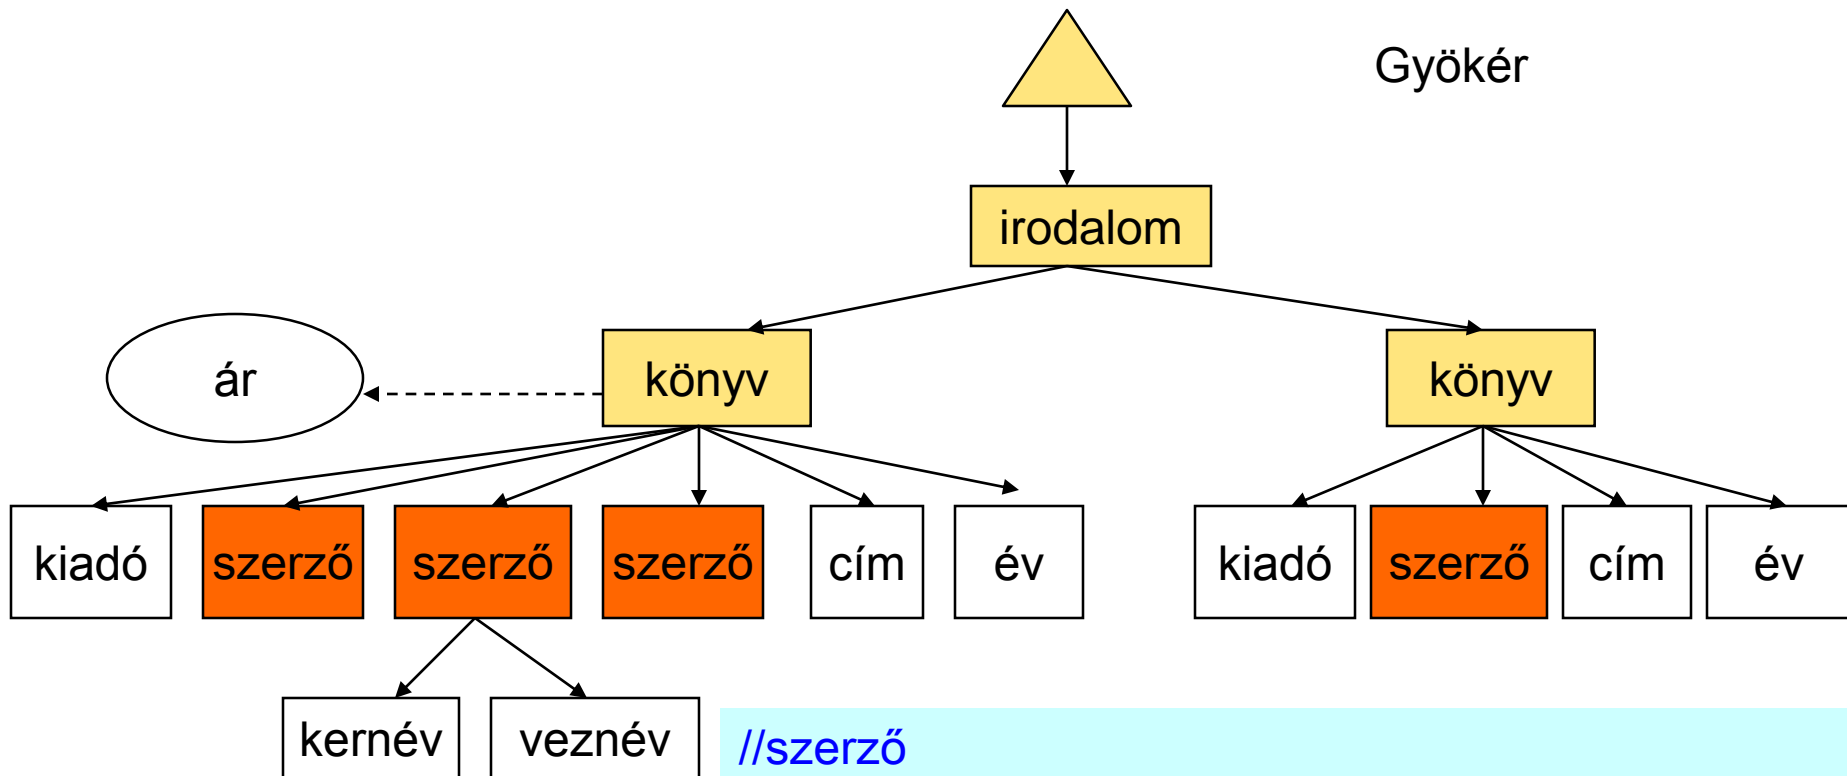 Gyökér
irodalom
ár
könyv
könyv
kiadó
szerző
szerző
szerző
cím
év
kiadó
szerző
cím
év
kernév
veznév
//szerző